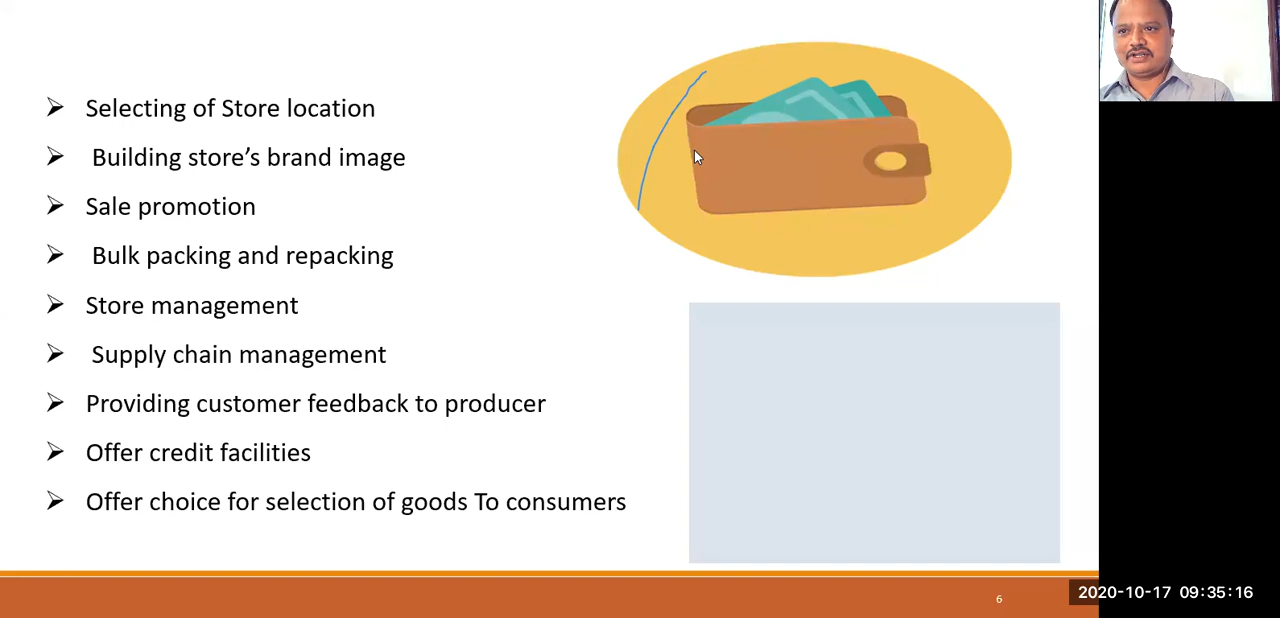 ➢ Selecting of Store location
➢ Building store’s brand image
➢ Sale promotion
➢ Bulk packing and repacking
➢ Store management
➢ Supply chain management
➢ Providing customer feedback to producer
➢ Offer credit facilities
➢ Offer choice for selection of goods To consumers
6
2020-10-17 09:35:16